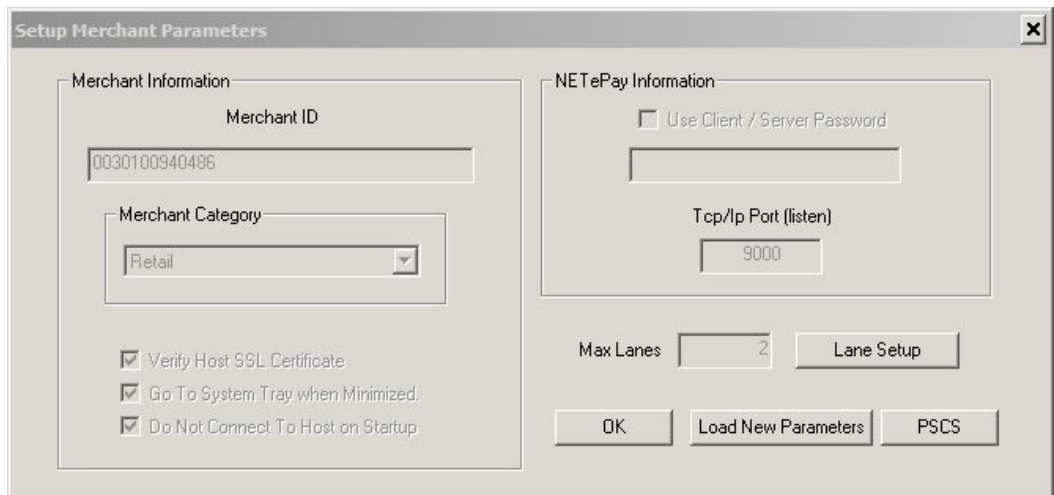 Setup Merchant Parameters
Merchant Information
Merchant ID
0030100940486
Merchant Category
Retail
Verify Host SSL Certificate
Go To System Tray when Minimized.
Do Not Connect To Host on Startup
NETePay Information
Use Client / Server Password
Tcp/Ip Port (listen)
9000
Max Lanes 2 Lane Setup
OK Load New Parameters PSCS